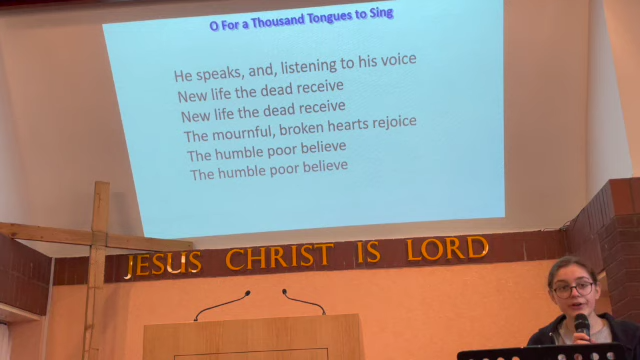 O For a Thousand Tongues to Sing
He speaks, and, listening to his voice
New life the dead receive
New life the dead receive
The mournful, broken hearts rejoice
The humble poor believe
The humble poor believe
JESUS CHRIST IS LORD